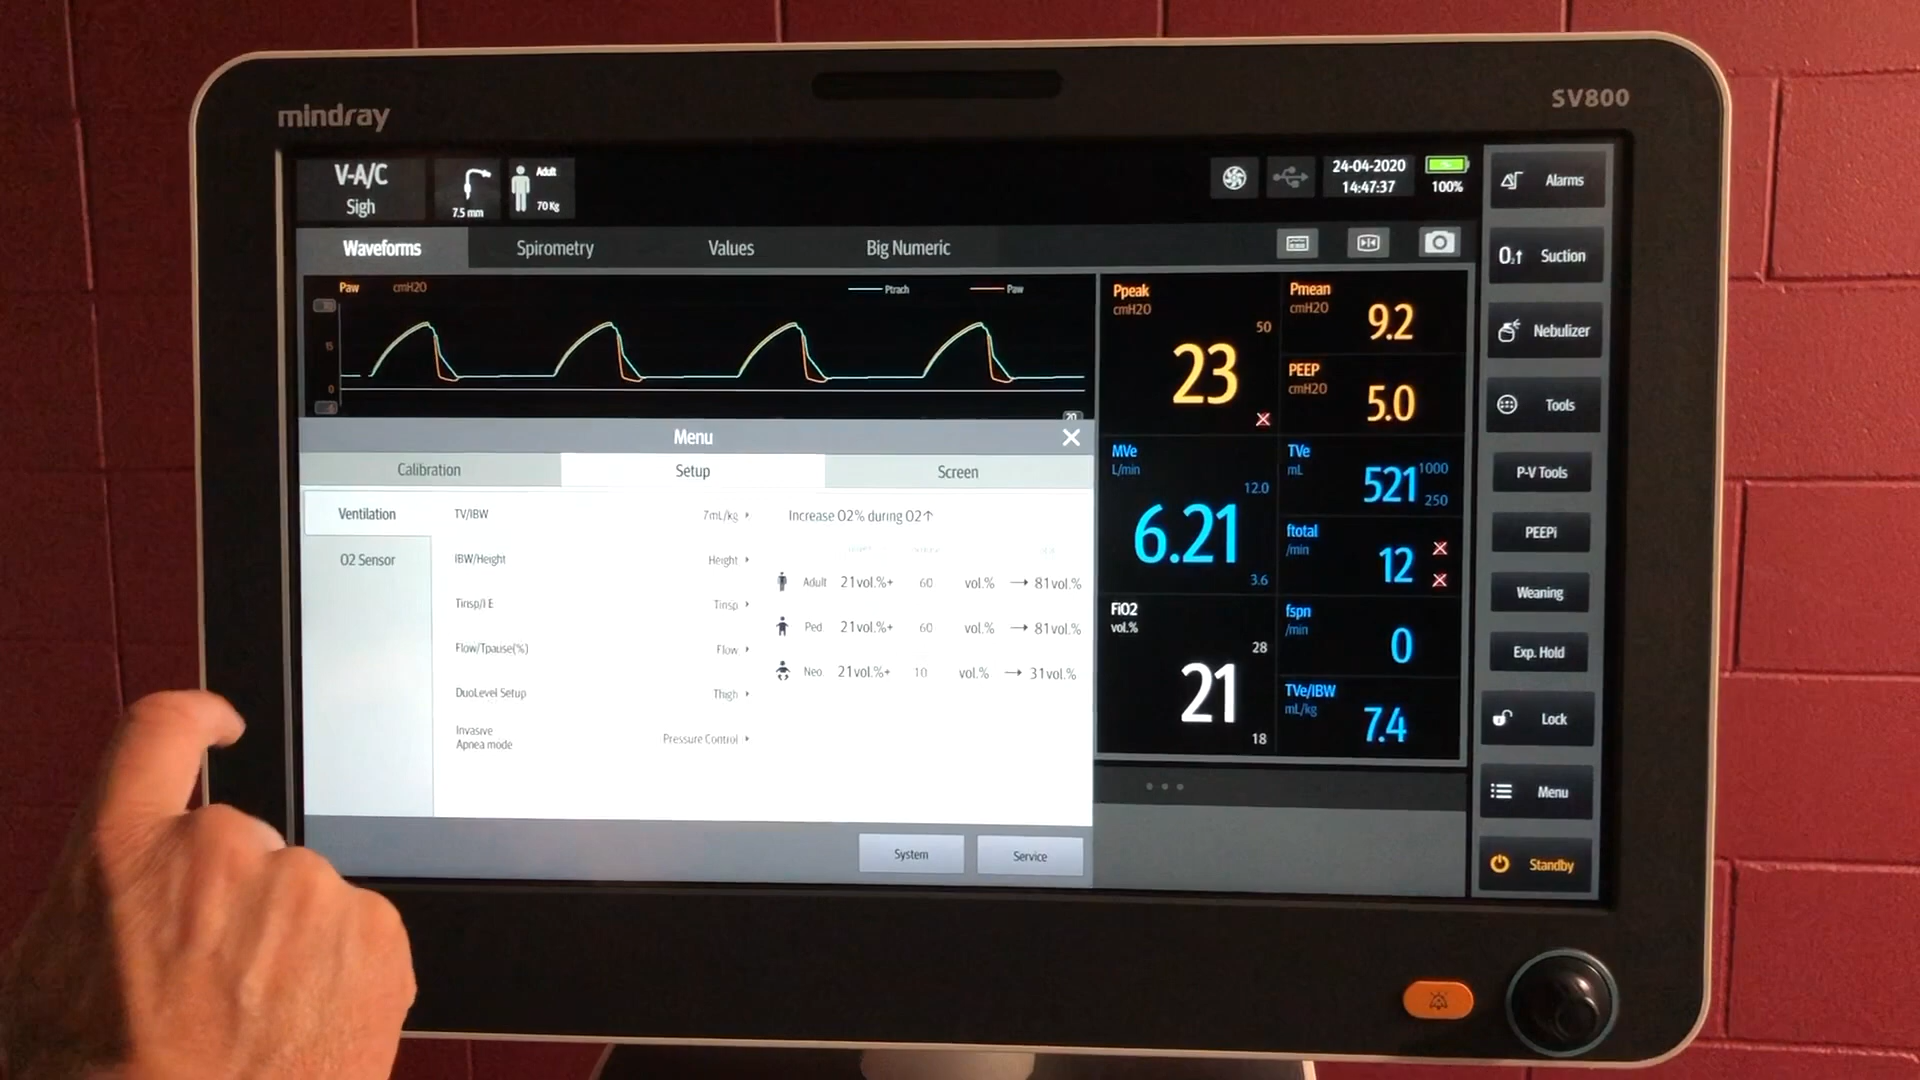 mindray
SV800
V-A/C
Sigh
7.5 mm
Adult
70 Kg
24-04-2020
14:47:37
100%
Waveforms
Spirometry
Values
Big Numeric
Paw
cmH2O
Ptrach
Paw
15
0
20
Menu
Calibration
Setup
Screen
Ventilation
O2 Sensor
TV/IBW
7mL/kg
IBW/Height
Height
Tinsp/I:E
Tinsp
Flow/Tpause(%)
Flow
DuoLevel Setup
Thigh
Invasive
Apnea mode
Pressure Control
Increase O2% during O2↑
Adult 21vol.%+ 60 vol.% → 81vol.%
Ped 21vol.%+ 60 vol.% → 81vol.%
Neo 21vol.%+ 10 vol.% → 31vol.%
System
Service
Ppeak
cmH2O
50
23
Pmean
cmH2O
9.2
PEEP
cmH2O
5.0
MVe
L/min
12.0
6.21
3.6
TVe
mL
521
1000
250
ftotal
/min
12
FiO2
vol.%
28
21
18
fspn
/min
0
TVe/IBW
mL/kg
7.4
Alarms
O2↑ Suction
Nebulizer
Tools
P-V Tools
PEEPi
Weaning
Exp. Hold
Lock
Menu
Standby